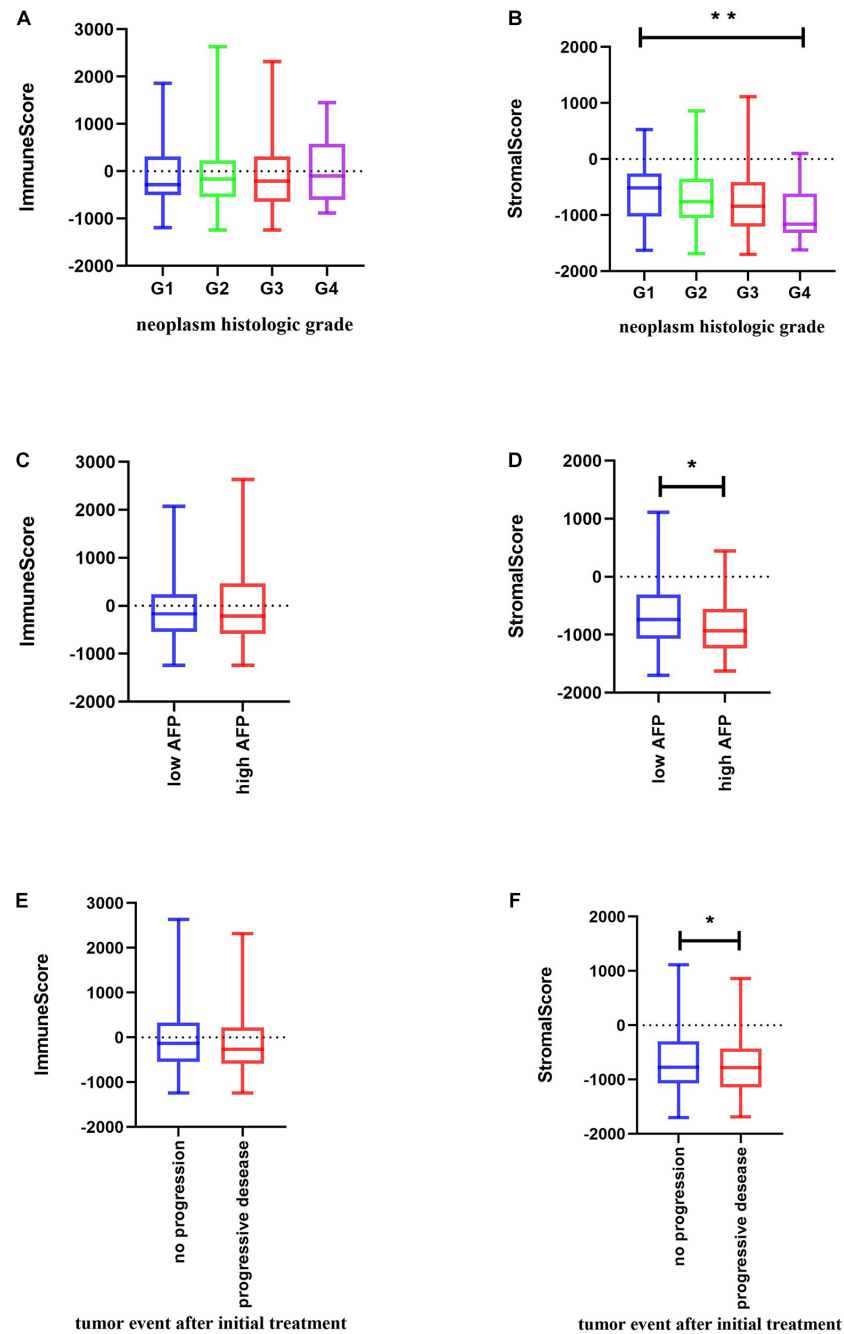 A
ImmuneScore
3000
2000
1000
0
-1000
-2000
G1 G2 G3 G4
neoplasm histologic grade
B
StromalScore
* *
2000
1000
0
-1000
-2000
G1 G2 G3 G4
neoplasm histologic grade
C
ImmuneScore
3000
2000
1000
0
-1000
-2000
low AFP
high AFP
D
StromalScore
*
2000
1000
0
-1000
-2000
low AFP
high AFP
E
ImmuneScore
3000
2000
1000
0
-1000
-2000
no progression
progressive desease
tumor event after initial treatment
F
StromalScore
*
2000
1000
0
-1000
-2000
no progression
progressive desease
tumor event after initial treatment